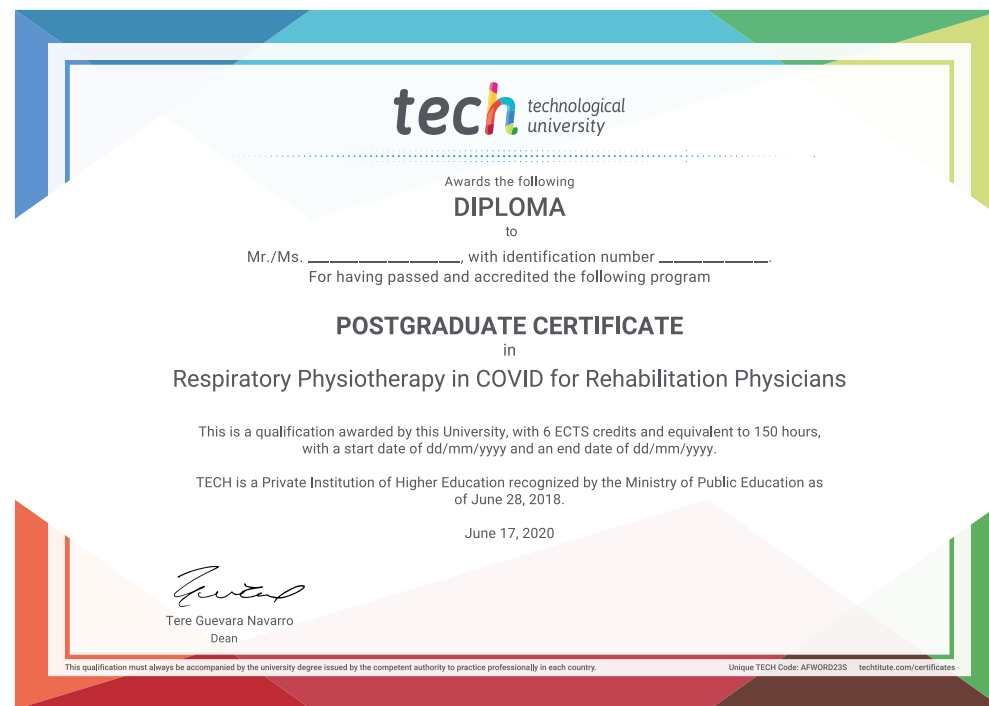 tech technological
university
Awards the following
DIPLOMA
to
Mr./Ms. ____________________, with identification number ______________.
For having passed and accredited the following program
POSTGRADUATE CERTIFICATE
in
Respiratory Physiotherapy in COVID for Rehabilitation Physicians
This is a qualification awarded by this University, with 6 ECTS credits and equivalent to 150 hours,
with a start date of dd/mm/yyyy and an end date of dd/mm/yyyy.
TECH is a Private Institution of Higher Education recognized by the Ministry of Public Education as
of June 28, 2018.
June 17, 2020
Tere Guevara Navarro
Dean
This qualification must always be accompanied by the university degree issued by the competent authority to practice professionally in each country.
Unique TECH Code: AFWORD23S techtitute.com/certificates